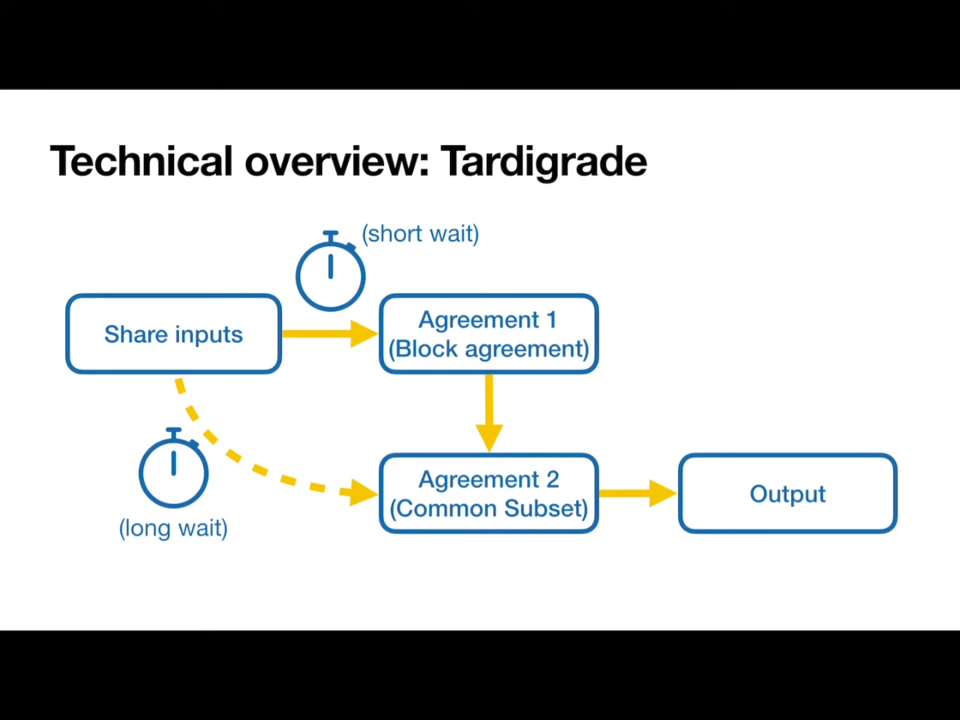 Technical overview: Tardigrade
(short wait)
Share inputs
Agreement 1
(Block agreement)
(long wait)
Agreement 2
(Common Subset)
Output